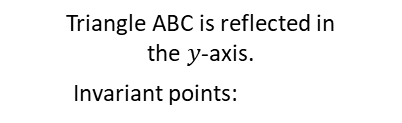 Triangle ABC is reflected in
the y-axis.
Invariant points: